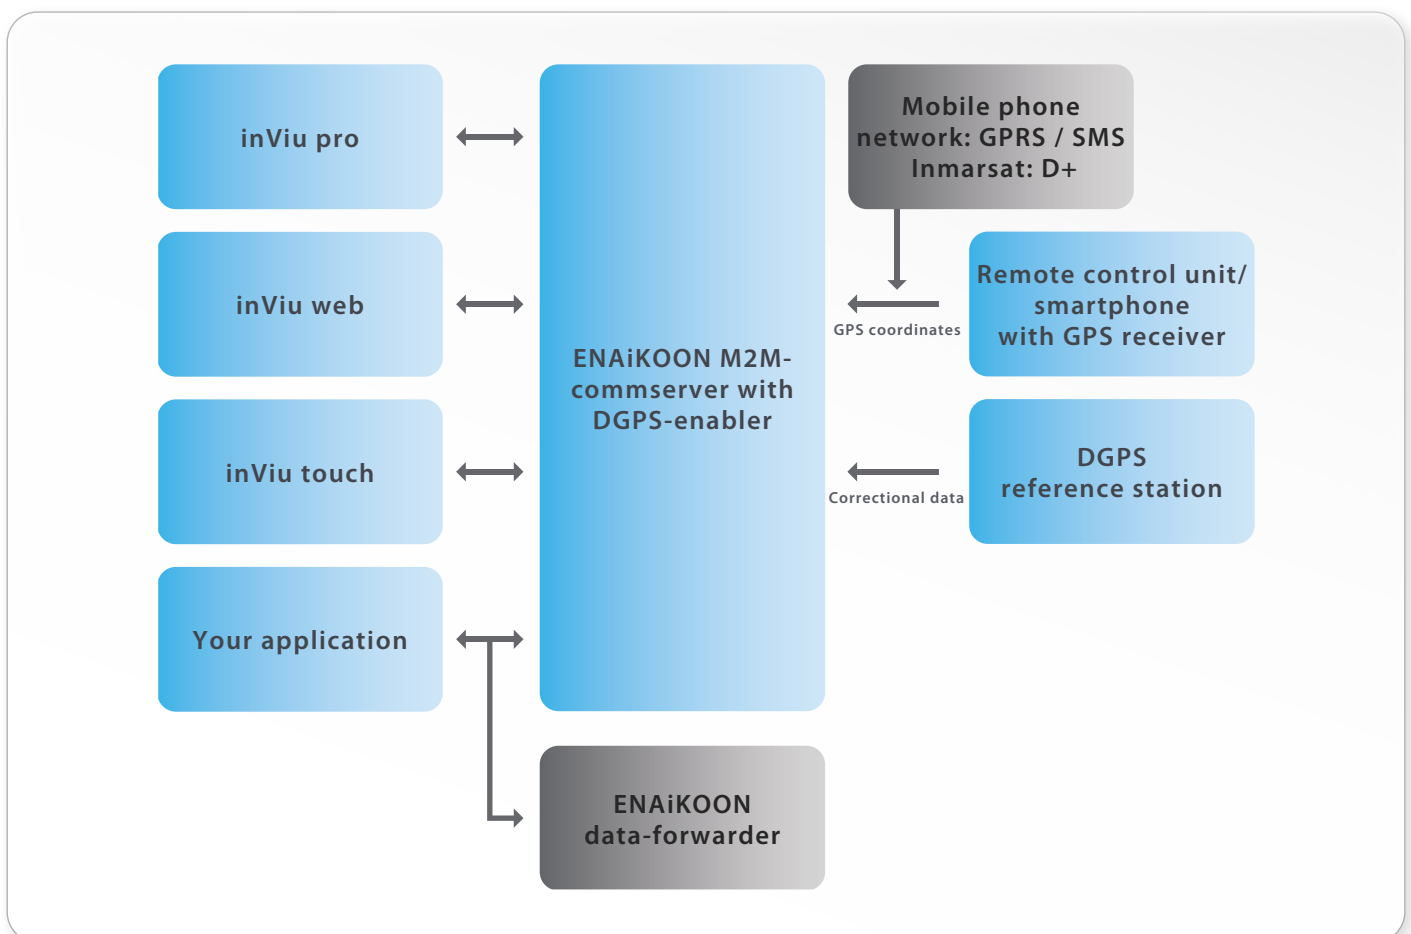 inViu pro
inViu web
inViu touch
Your application
ENAiKOON M2M-
commserver with
DGPS-enabler
ENAiKOON
data-forwarder
Mobile phone
network: GPRS / SMS
Inmarsat: D+
GPS coordinates
Remote control unit/
smartphone
with GPS receiver
Correctional data
DGPS
reference station